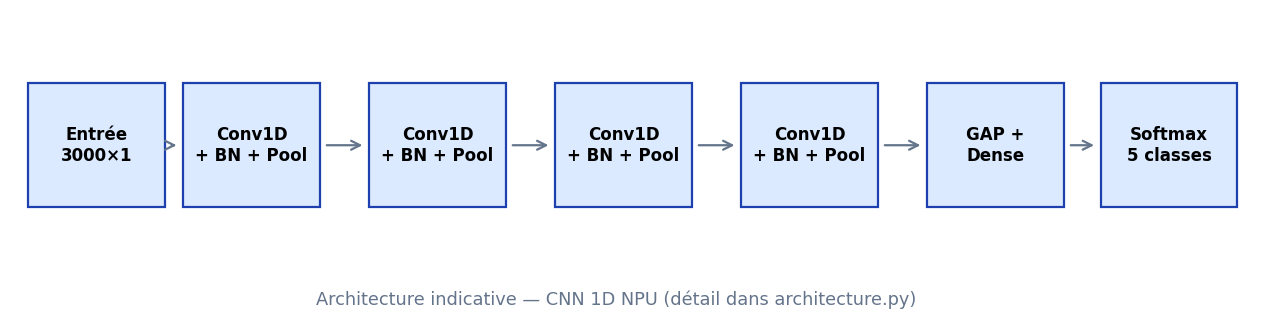 Entrée
3000×1
Conv1D
+ BN + Pool
Conv1D
+ BN + Pool
Conv1D
+ BN + Pool
Conv1D
+ BN + Pool
GAP +
Dense
Softmax
5 classes
Architecture indicative — CNN 1D NPU (détail dans architecture.py)